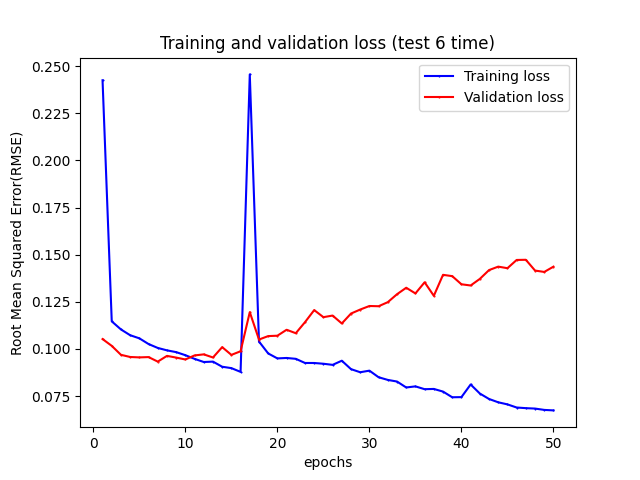 Training and validation loss (test 6 time)
Training loss
Validation loss
Root Mean Squared Error(RMSE)
0.250
0.225
0.200
0.175
0.150
0.125
0.100
0.075
0 10 20 30 40 50
epochs